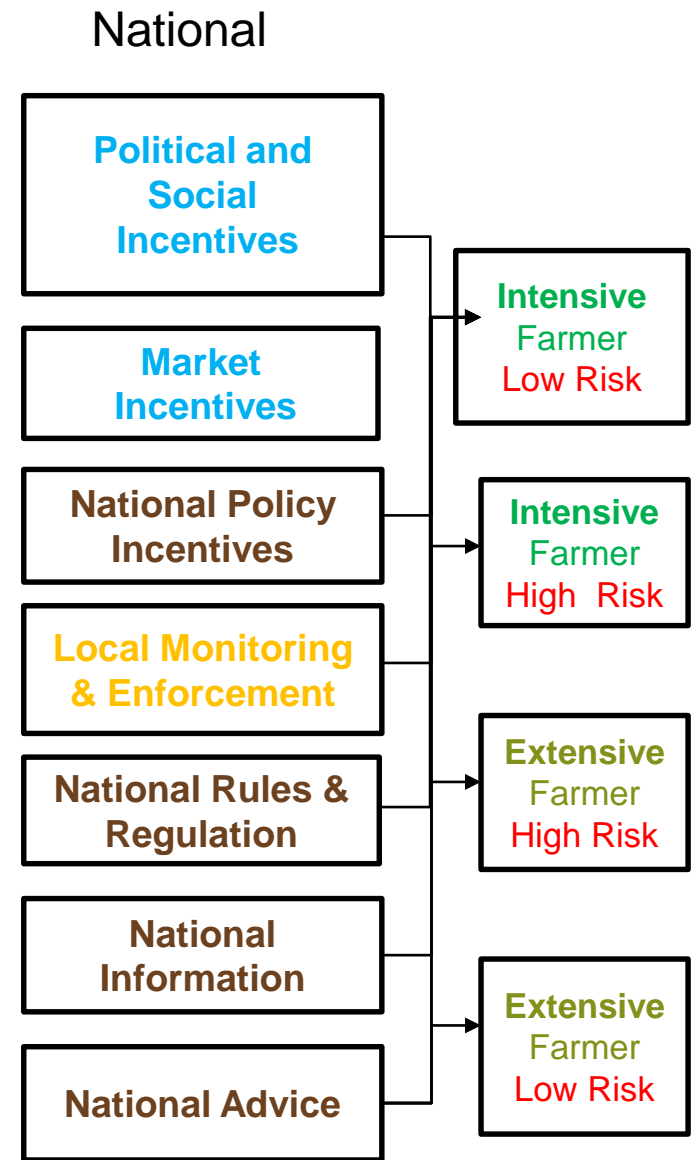 National
Political and
Social
Incentives
Market
Incentives
National Policy
Incentives
Local Monitoring
& Enforcement
National Rules &
Regulation
National
Information
National Advice
Intensive
Farmer
Low Risk
Intensive
Farmer
High Risk
Extensive
Farmer
High Risk
Extensive
Farmer
Low Risk